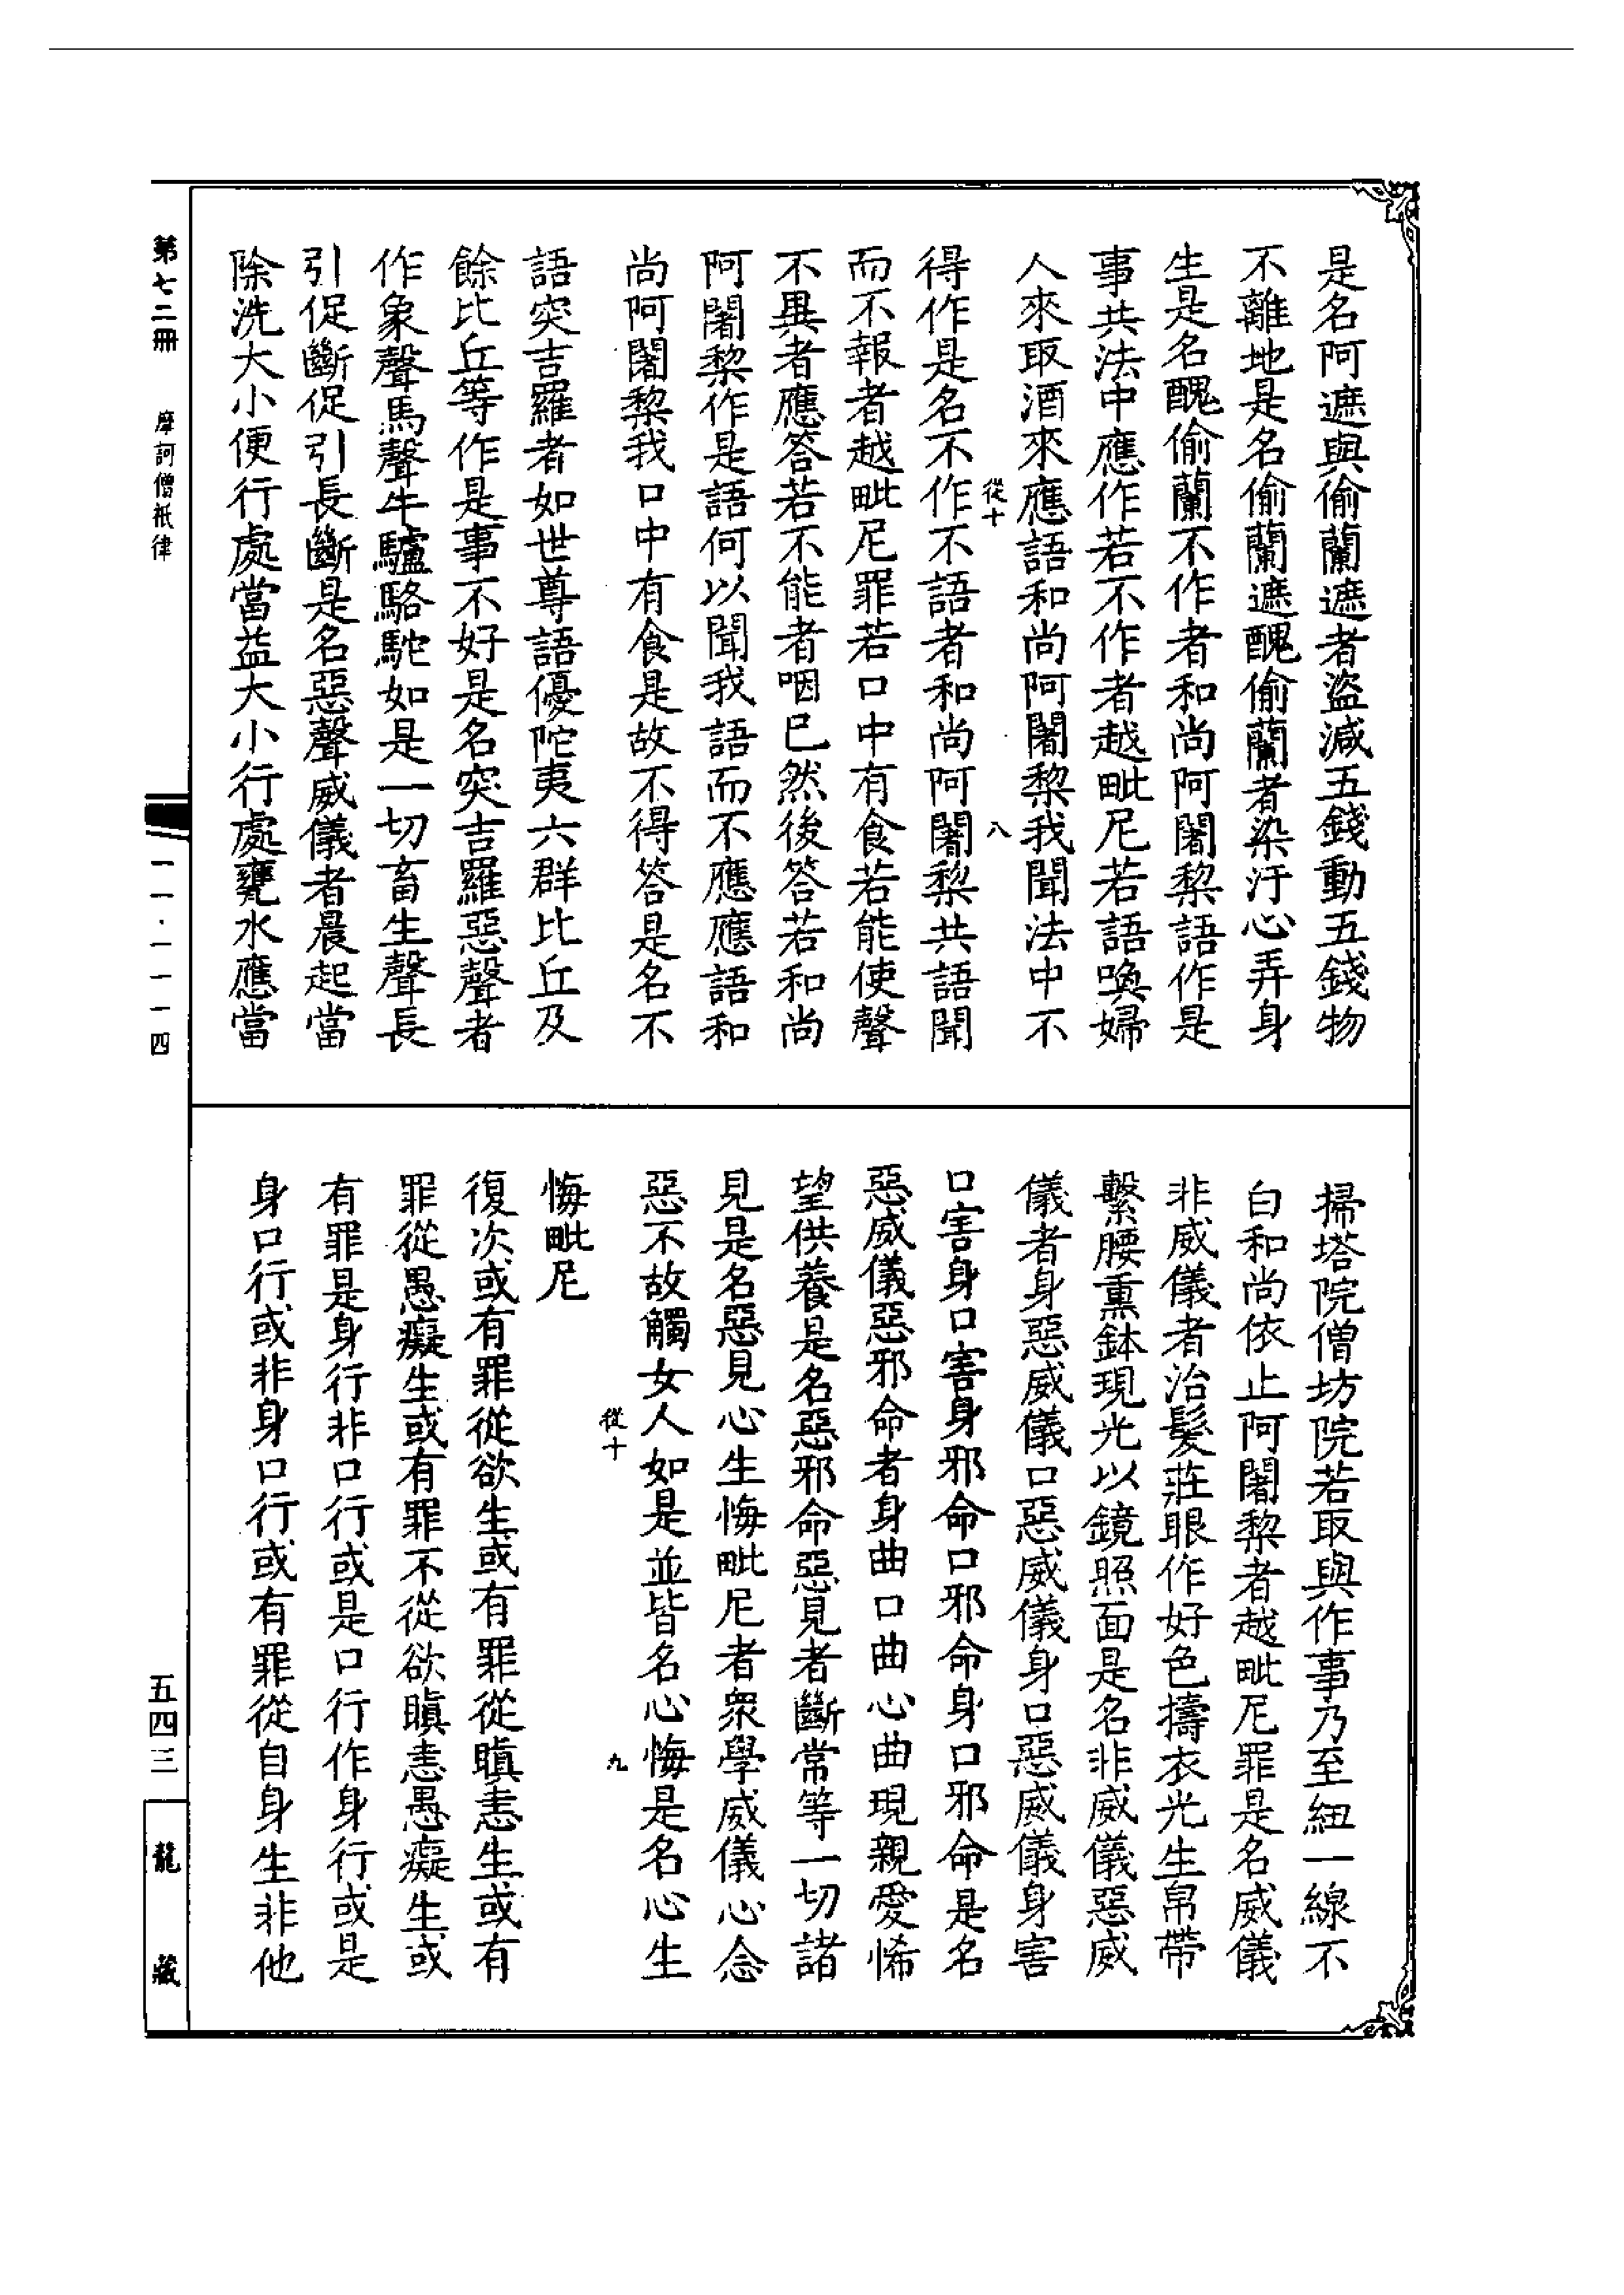 是名阿遮與偷蘭遮者盜減五錢動五錢物
不離地是名偷蘭遮醜偷蘭者染汙心弄身
生是名醜偷蘭不作者和尚阿闍黎語作是
事共法中應作若不作者越毗尼若語喚婦
人來取酒來應語和尚阿闍黎我聞法中不
從十
八
得作是名不作不語者和尚阿闍黎共語聞
而不報者越毗尼罪若口中有食若能使聲
不異者應答若不能者咽已然後答若和尚
阿闍黎作是語何以聞我語而不應應語和
尚阿闍黎我口中有食是故不得答是名不
語突吉羅者如世尊語優陀夷六群比丘及
餘比丘等作是事不好是名突吉羅惡聲者
作象聲馬聲牛驢駱駝如是一切畜生聲長
引促斷促引長斷是名惡聲威儀者晨起當
除洗大小便行處當益大小行處甕水應當
掃塔院僧坊院若取與作事乃至紐一線不
白和尚依止阿闍黎者越毗尼罪是名威儀
非威儀者治髮莊眼作好色擣衣光生帛帶
繫腰熏鉢現光以鏡照面是名非威儀惡威
儀者身惡威儀口惡威儀身口惡威儀身害
口害身口害身邪命口邪命身口邪命是名
惡威儀惡邪命者身曲口曲心曲現親愛悕
望供養是名惡邪命惡見者斷常等一切諸
見是名惡見心生悔毗尼者眾學威儀心念
惡不故觸女人如是並皆名心悔是名心生
從十
九
悔毗尼
復次或有罪從欲生或有罪從瞋恚生或有
罪從愚癡生或有罪不從欲瞋恚愚癡生或
有罪是身行非口行或是口行作身行或是
身口行或非身口行或有罪從自身生非他
第七二冊
摩訶僧祇律
一一·一一一四
五四三
龍藏